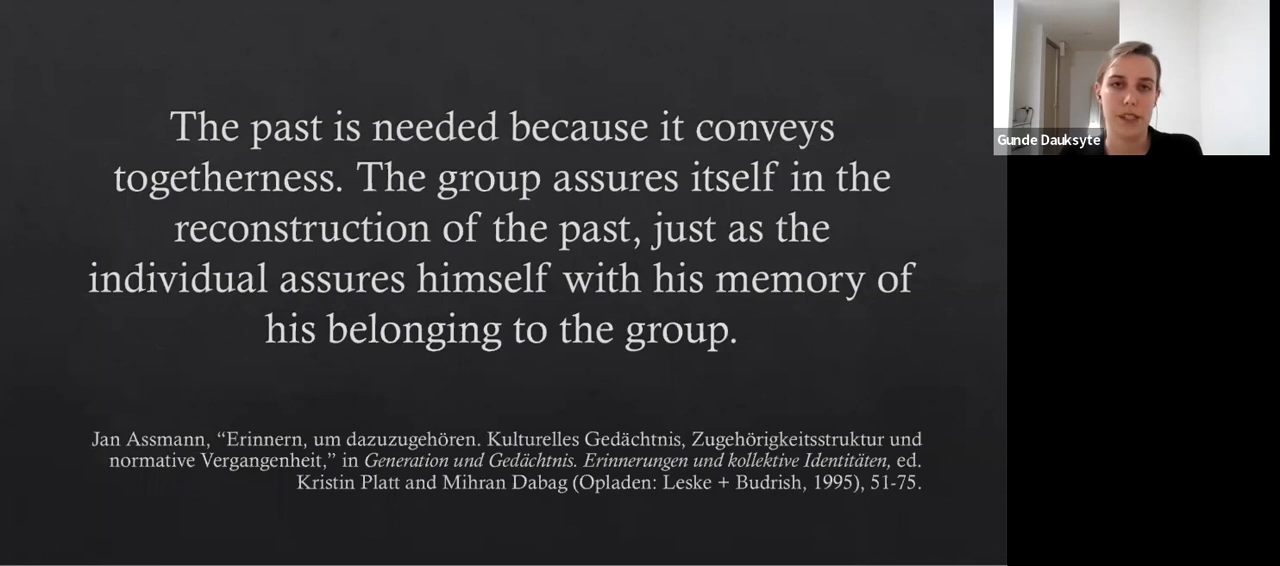 The past is needed because it conveys
togetherness. The group assures itself in the
reconstruction of the past, just as the
individual assures himself with his memory of
his belonging to the group.
Jan Assmann, “Erinnern, um dazuzugehören. Kulturelles Gedächtnis, Zugehörigkeitsstruktur und
normative Vergangenheit,” in Generation und Gedächtnis. Erinnerungen und kollektive Identitäten, ed.
Kristin Platt and Mihran Dabag (Opladen: Leske + Budrish, 1995), 51-75.
Gunde Dauksyte